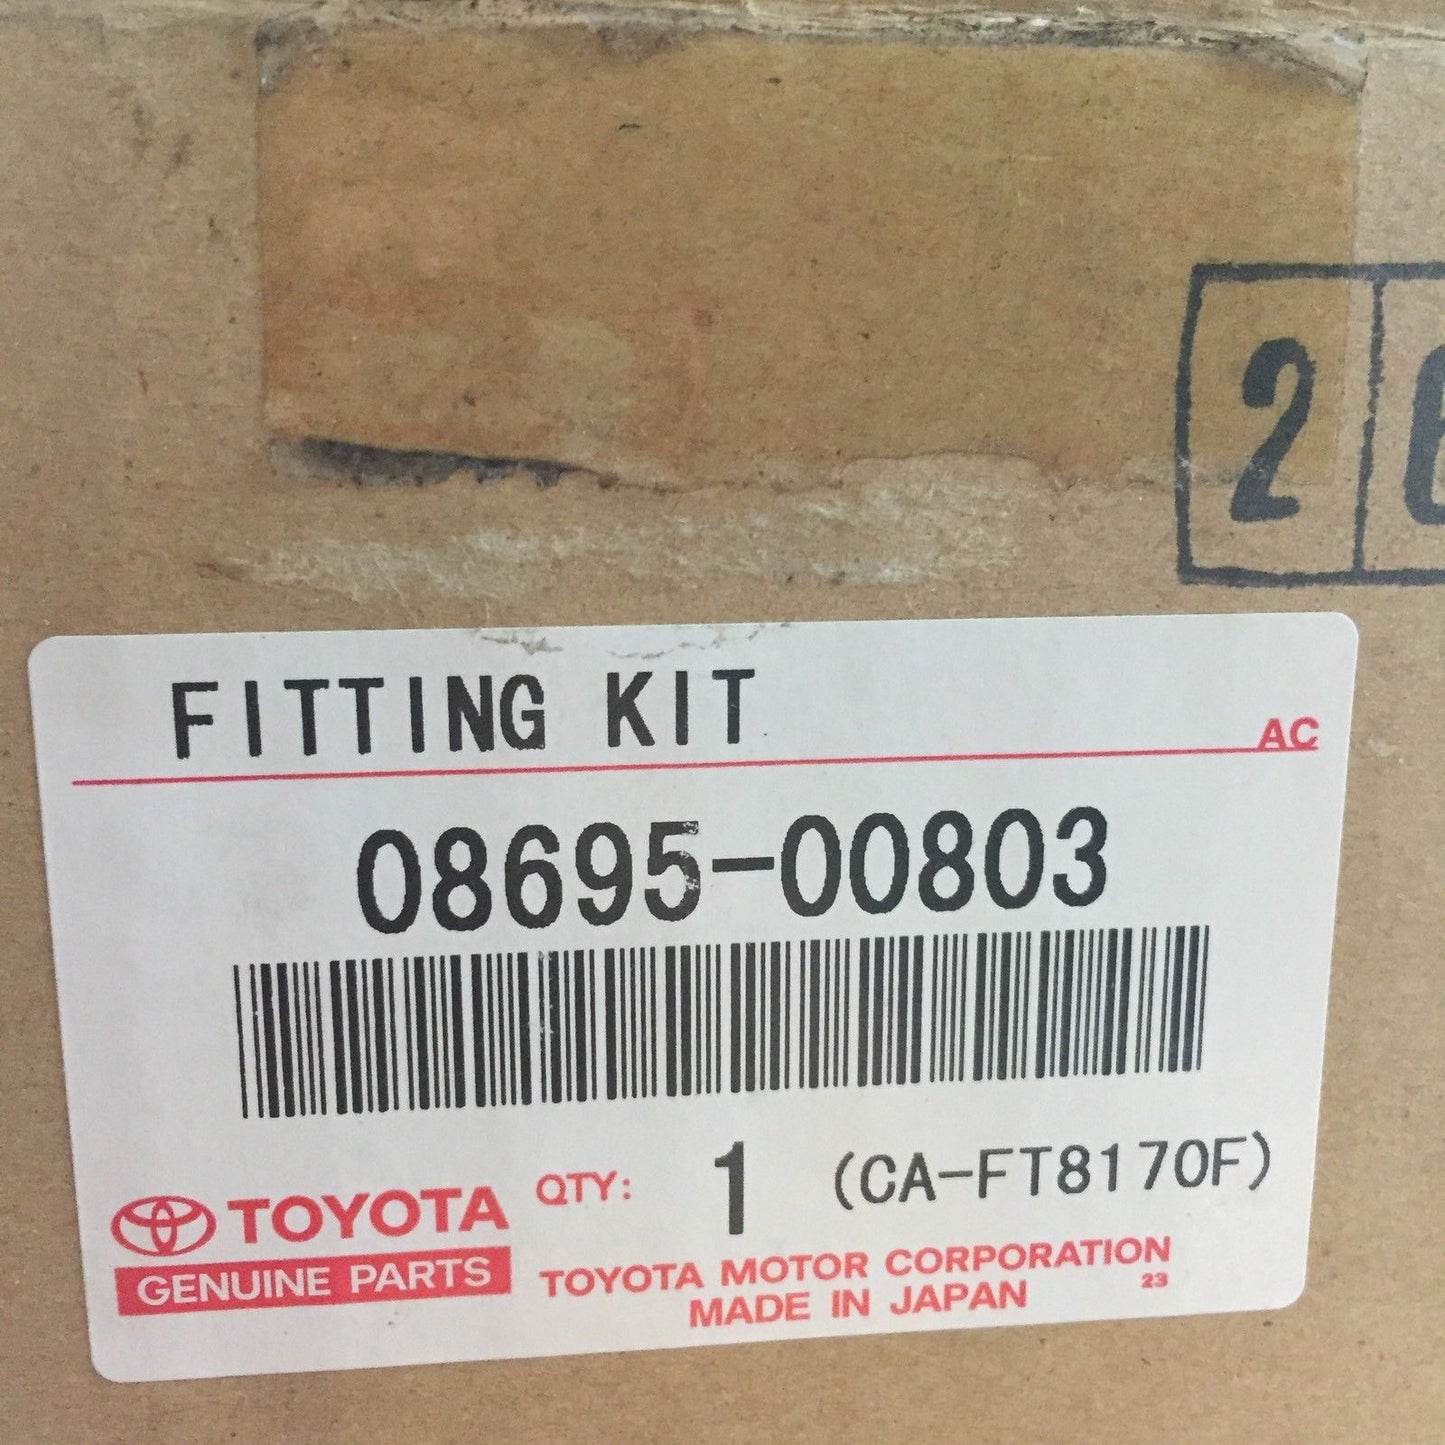 2
FITTING KIT
AC
08695-00803
QTY: 1 (CA-FT8170F)
TOYOTA
GENUINE PARTS
TOYOTA MOTOR CORPORATION
23
MADE IN JAPAN